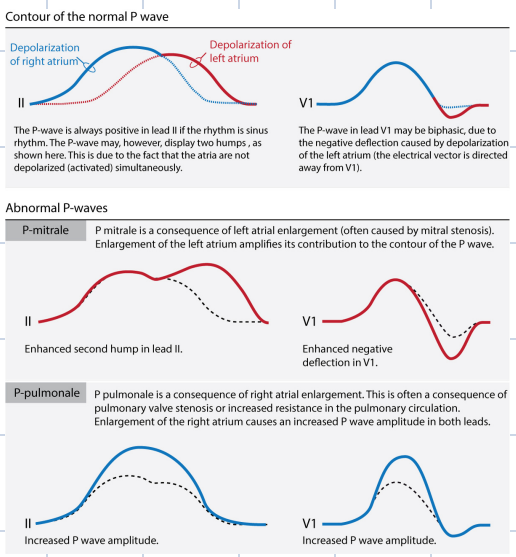 Contour of the normal P wave
Depolarization
of right atrium
Depolarization of
left atrium
II
V1
The P-wave is always positive in lead II if the rhythm is sinus
rhythm. The P-wave may, however, display two humps , as
shown here. This is due to the fact that the atria are not
depolarized (activated) simultaneously.
The P-wave in lead V1 may be biphasic, due to
the negative deflection caused by depolarization
of the left atrium (the electrical vector is directed
away from V1).
Abnormal P-waves
P-mitrale
P mitrale is a consequence of left atrial enlargement (often caused by mitral stenosis).
Enlargement of the left atrium amplifies its contribution to the contour of the P wave.
II
V1
Enhanced second hump in lead II.
Enhanced negative
deflection in V1.
P-pulmonale
P pulmonale is a consequence of right atrial enlargement. This is often a consequence of
pulmonary valve stenosis or increased resistance in the pulmonary circulation.
Enlargement of the right atrium causes an increased P wave amplitude in both leads.
II
V1
Increased P wave amplitude.
Increased P wave amplitude.